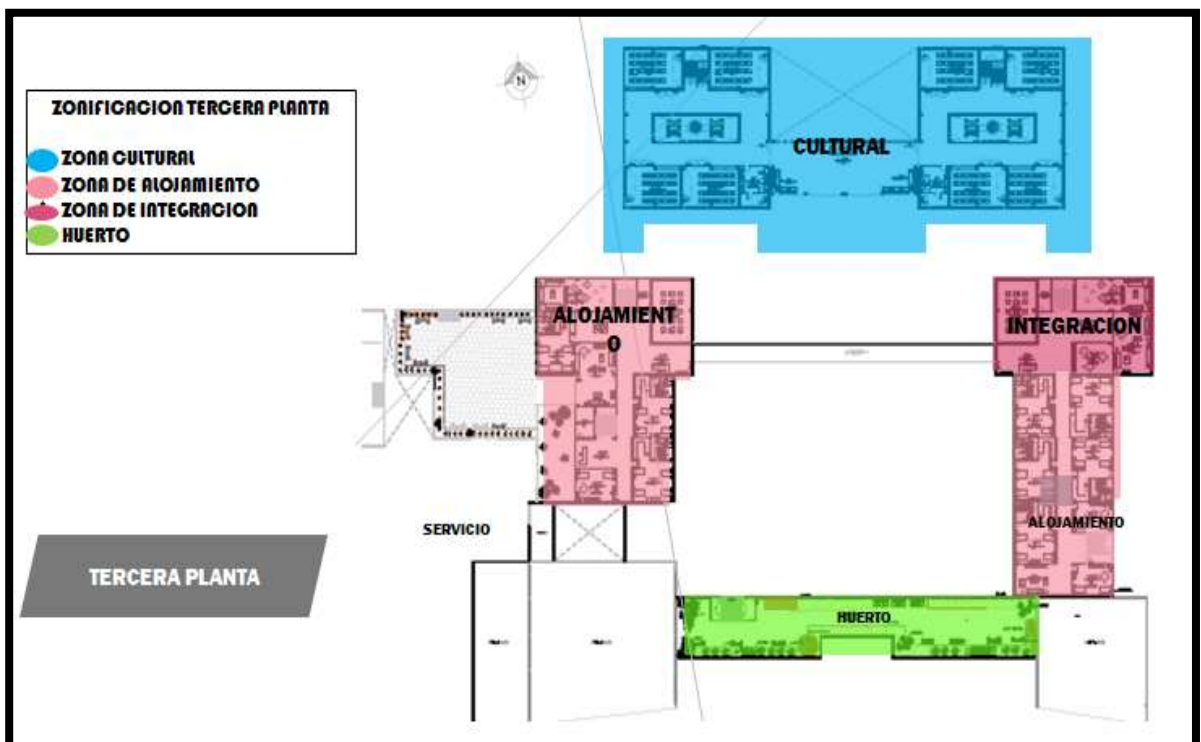 ZONIFICACION TERCERA PLANTA
ZONA CULTURAL
ZONA DE ALOJAMIENTO
ZONA DE INTEGRACION
HUERTO
N
CULTURAL
ALOJAMIENT
O
INTEGRACION
SERVICIO
ALOJAMIENTO
TERCERA PLANTA
HUERTO